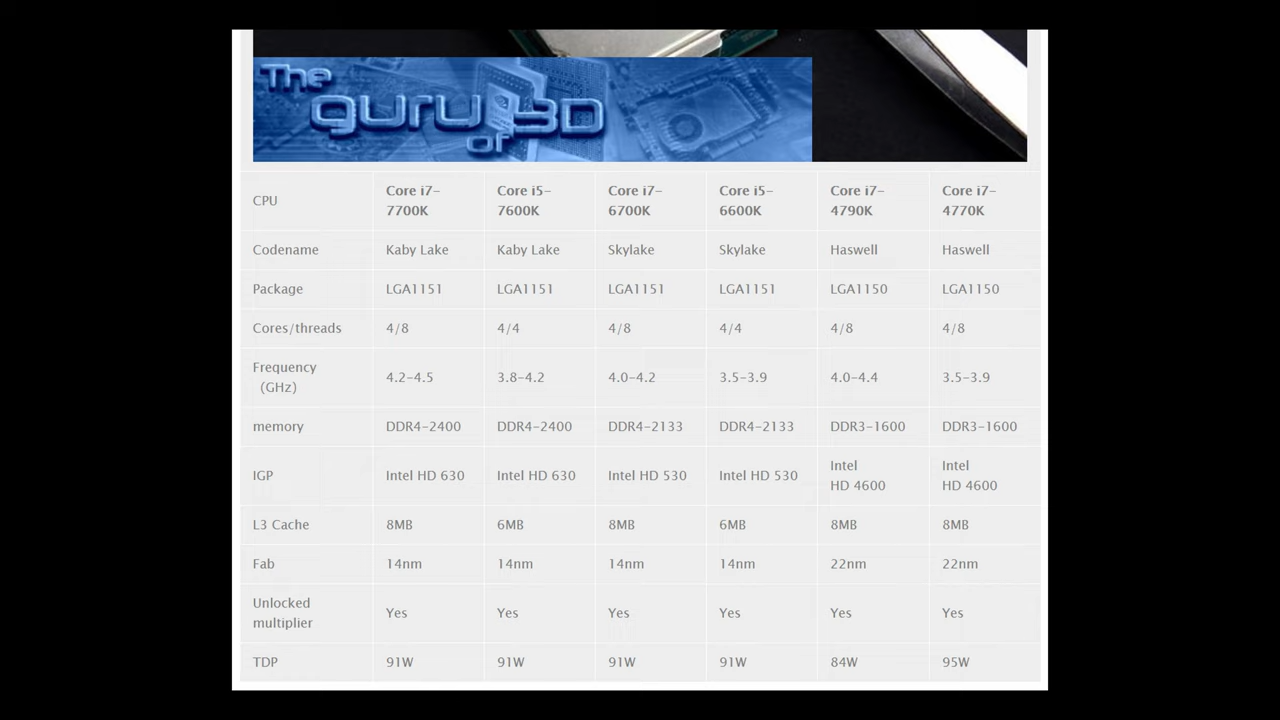 The
guru
of
3D
CPU Core i7- Core i5- Core i7- Core i5- Core i7- Core i7-
7700K 7600K 6700K 6600K 4790K 4770K
Codename Kaby Lake Kaby Lake Skylake Skylake Haswell Haswell
Package LGA1151 LGA1151 LGA1151 LGA1151 LGA1150 LGA1150
Cores/threads 4/8 4/4 4/8 4/4 4/8 4/8
Frequency
(GHz) 4.2-4.5 3.8-4.2 4.0-4.2 3.5-3.9 4.0-4.4 3.5-3.9
memory DDR4-2400 DDR4-2400 DDR4-2133 DDR4-2133 DDR3-1600 DDR3-1600
IGP Intel HD 630 Intel HD 630 Intel HD 530 Intel HD 530 Intel Intel
HD 4600 HD 4600
L3 Cache 8MB 6MB 8MB 6MB 8MB 8MB
Fab 14nm 14nm 14nm 14nm 22nm 22nm
Unlocked
multiplier Yes Yes Yes Yes Yes Yes
TDP 91W 91W 91W 91W 84W 95W